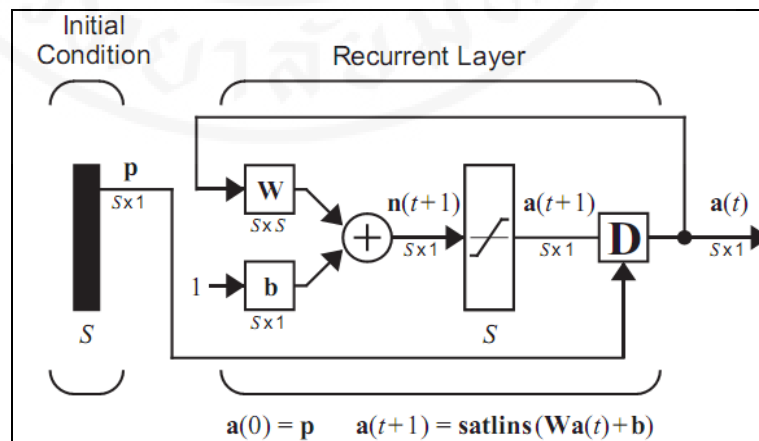 Initial
Condition
Recurrent Layer
p
S x 1
W
S x S
n(t+1)
S x 1
a(t+1)
S x 1
D
a(t)
S x 1
1
b
S x 1
S
S
a(0) = p a(t+1) = satlins(Wa(t)+b)